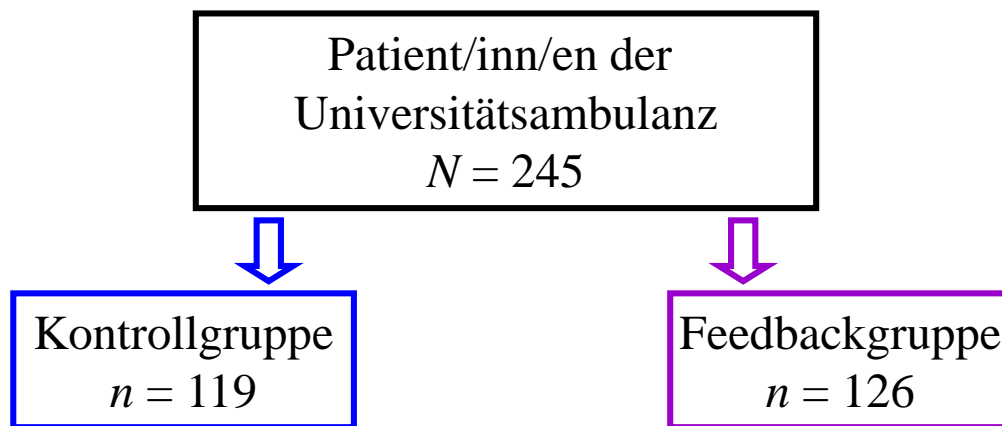 Patient/inn/en der
Universitätsambulanz
N = 245
Kontrollgruppe
n = 119
Feedbackgruppe
n = 126